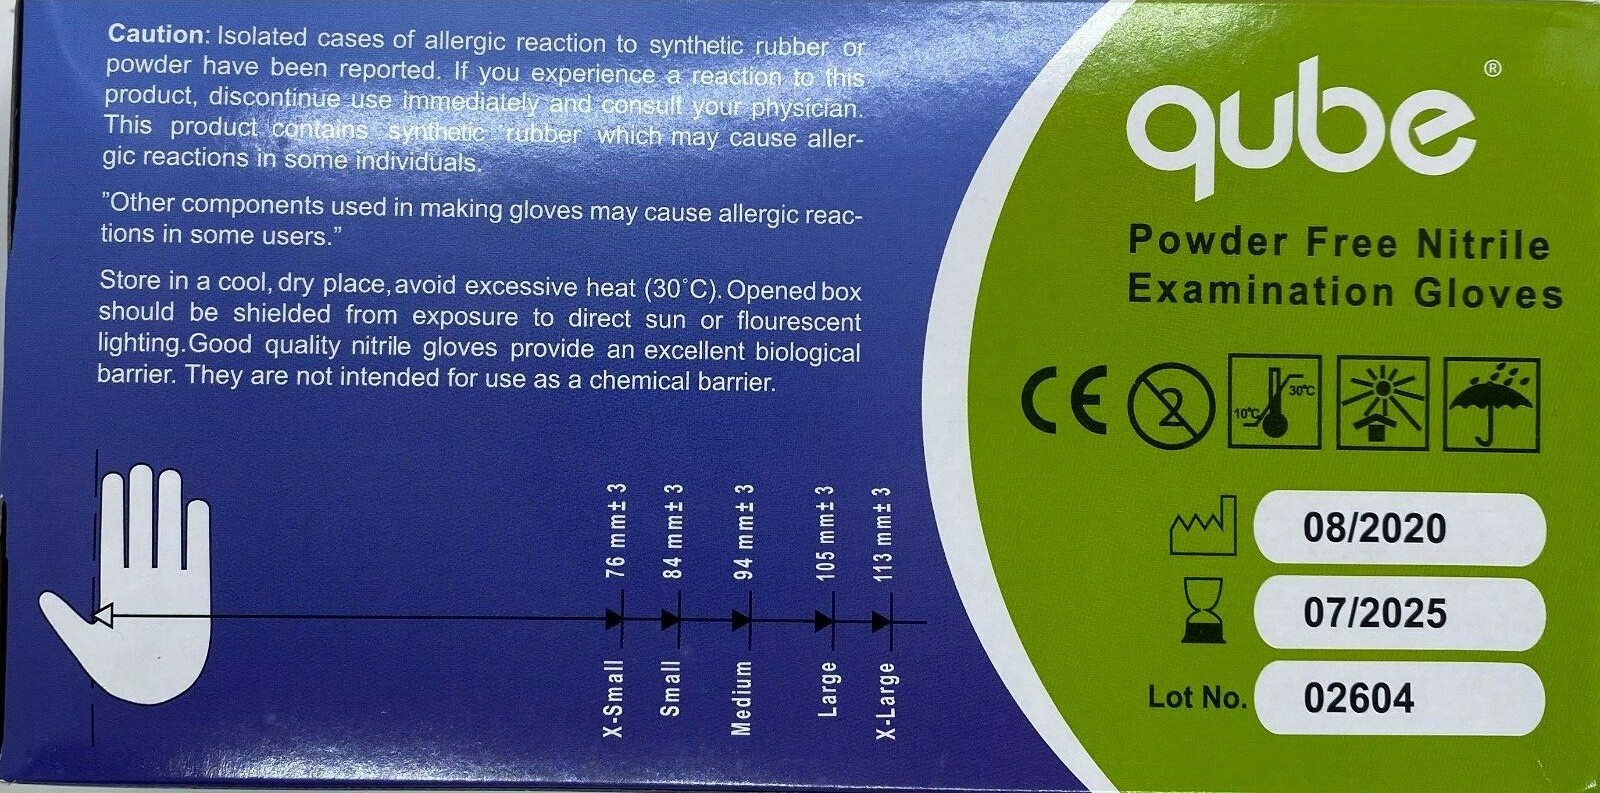 Caution: Isolated cases of allergic reaction to synthetic rubber or
powder have been reported. If you experience a reaction to this
product, discontinue use immediately and consult your physician.
This product contains synthetic rubber which may cause aller-
gic reactions in some individuals.
”Other components used in making gloves may cause allergic reac-
tions in some users.”
Store in a cool, dry place, avoid excessive heat (30°C). Opened box
should be shielded from exposure to direct sun or flourescent
lighting. Good quality nitrile gloves provide an excellent biological
barrier. They are not intended for use as a chemical barrier.
76 mm± 3
84 mm± 3
94 mm± 3
105 mm± 3
113 mm± 3
X-Small
Small
Medium
Large
X-Large
qube ®
Powder Free Nitrile
Examination Gloves
CE
2
10°C
30°C
08/2020
07/2025
Lot No. 02604